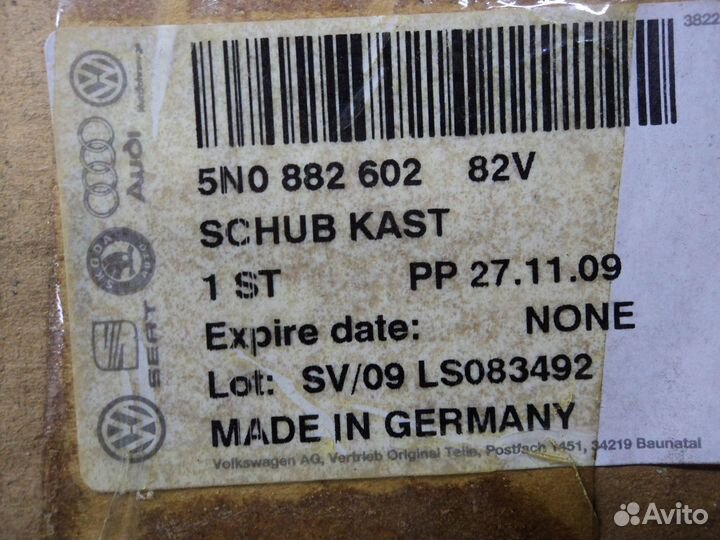 3822
5N0 882 602 82V
SCHUB KAST
1 ST PP 27.11.09
Expire date: NONE
Lot: SV/09 LS083492
MADE IN GERMANY
Volkswagen AG, Vertrieb Original Teile, Postfach 1451, 34219 Baunatal
Audi
SKODA
SEAT
Avito